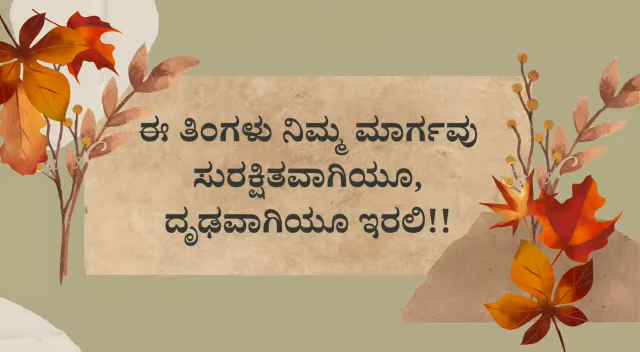 ಈ ತಿಂಗಳು ನಿಮ್ಮ ಮಾರ್ಗವು
ಸುರಕ್ಷಿತವಾಗಿಯೂ,
ದೃಢವಾಗಿಯೂ ಇರಲಿ!!